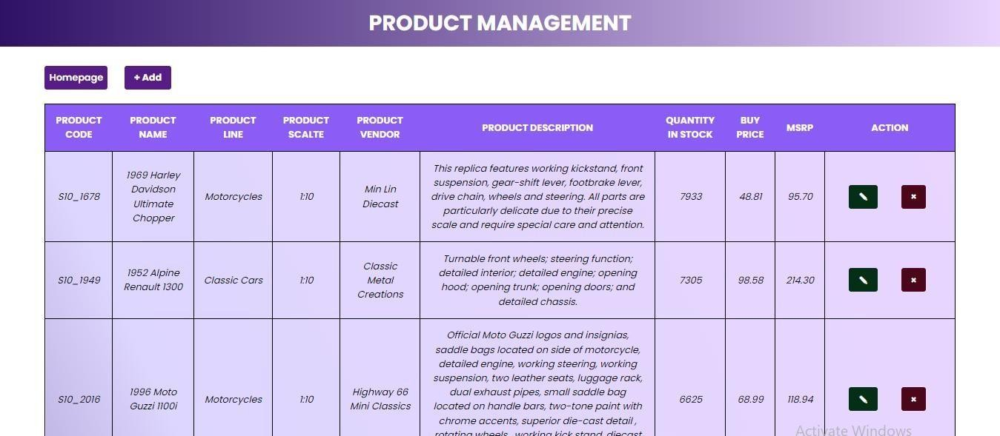 PRODUCT MANAGEMENT
Homepage
+ Add
PRODUCT CODE
PRODUCT NAME
PRODUCT LINE
PRODUCT SCALTE
PRODUCT VENDOR
PRODUCT DESCRIPTION
QUANTITY IN STOCK
BUY PRICE
MSRP
ACTION
S10_1678
1969 Harley
Davidson
Ultimate
Chopper
Motorcycles
1:10
Min Lin
Diecast
This replica features working kickstand, front
suspension, gear-shift lever, footbrake lever,
drive chain, wheels and steering. All parts are
particularly delicate due to their precise
scale and require special care and attention.
7933
48.81
95.70
S10_1949
1952 Alpine
Renault 1300
Classic Cars
1:10
Classic
Metal
Creations
Turnable front wheels; steering function;
detailed interior; detailed engine; opening
hood; opening trunk; opening doors; and
detailed chassis.
7305
98.58
214.30
S10_2016
1996 Moto
Guzzi 1100i
Motorcycles
1:10
Highway 66
Mini Classics
Official Moto Guzzi logos and insignias,
saddle bags located on side of motorcycle,
detailed engine, working steering, working
suspension, two leather seats, luggage rack,
dual exhaust pipes, small saddle bag
located on handle bars, two-tone paint with
chrome accents, superior die-cast detail ,
rotating wheels , working kick stand, diecast
6625
68.99
118.94
Activate Windows